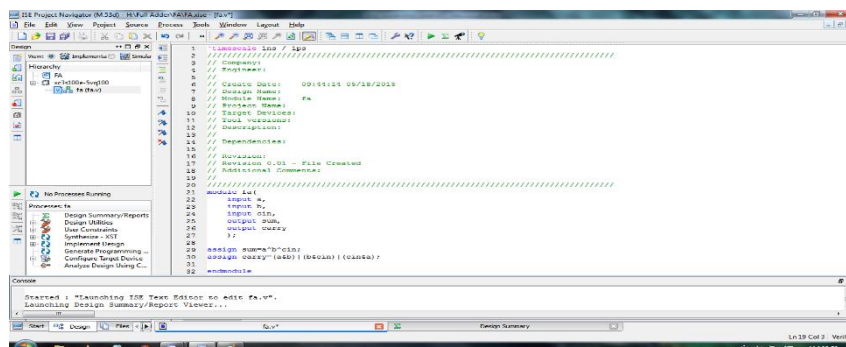 ISE Project Navigator (M.53d) - H:\Full Adder\FA\FA.xise - [fa.v*]
File Edit View Project Source Process Tools Window Layout Help
Design
View: Implementation Simula
Hierarchy
FA
xc3s100e-5vq100
fa (fa.v)
No Processes Running
Processes: fa
Design Summary/Reports
Design Utilities
User Constraints
Synthesize - XST
Implement Design
Generate Programming ...
Configure Target Device
Analyze Design Using C...
1 `timescale 1ns / 1ps
2 //////////////////////////////////////////////////////////////////////////////////
3 // Company:
4 // Engineer:
5 //
6 // Create Date: 09:44:14 05/18/2018
7 // Design Name:
8 // Module Name: fa
9 // Project Name:
10 // Target Devices:
11 // Tool versions:
12 // Description:
13 //
14 // Dependencies:
15 //
16 // Revision:
17 // Revision 0.01 - File Created
18 // Additional Comments:
19 //
20 //////////////////////////////////////////////////////////////////////////////////
21 module fa(
22 input a,
23 input b,
24 input cin,
25 output sum,
26 output carry
27 );
28
29 assign sum=a^b^cin;
30 assign carry=(a&b)|(b&cin)|(cin&a);
31
32 endmodule
Console
Started : "Launching ISE Text Editor to edit fa.v".
Launching Design Summary/Report Viewer...
Start Design Files fa.v* Design Summary
Ln 19 Col 3 Veril